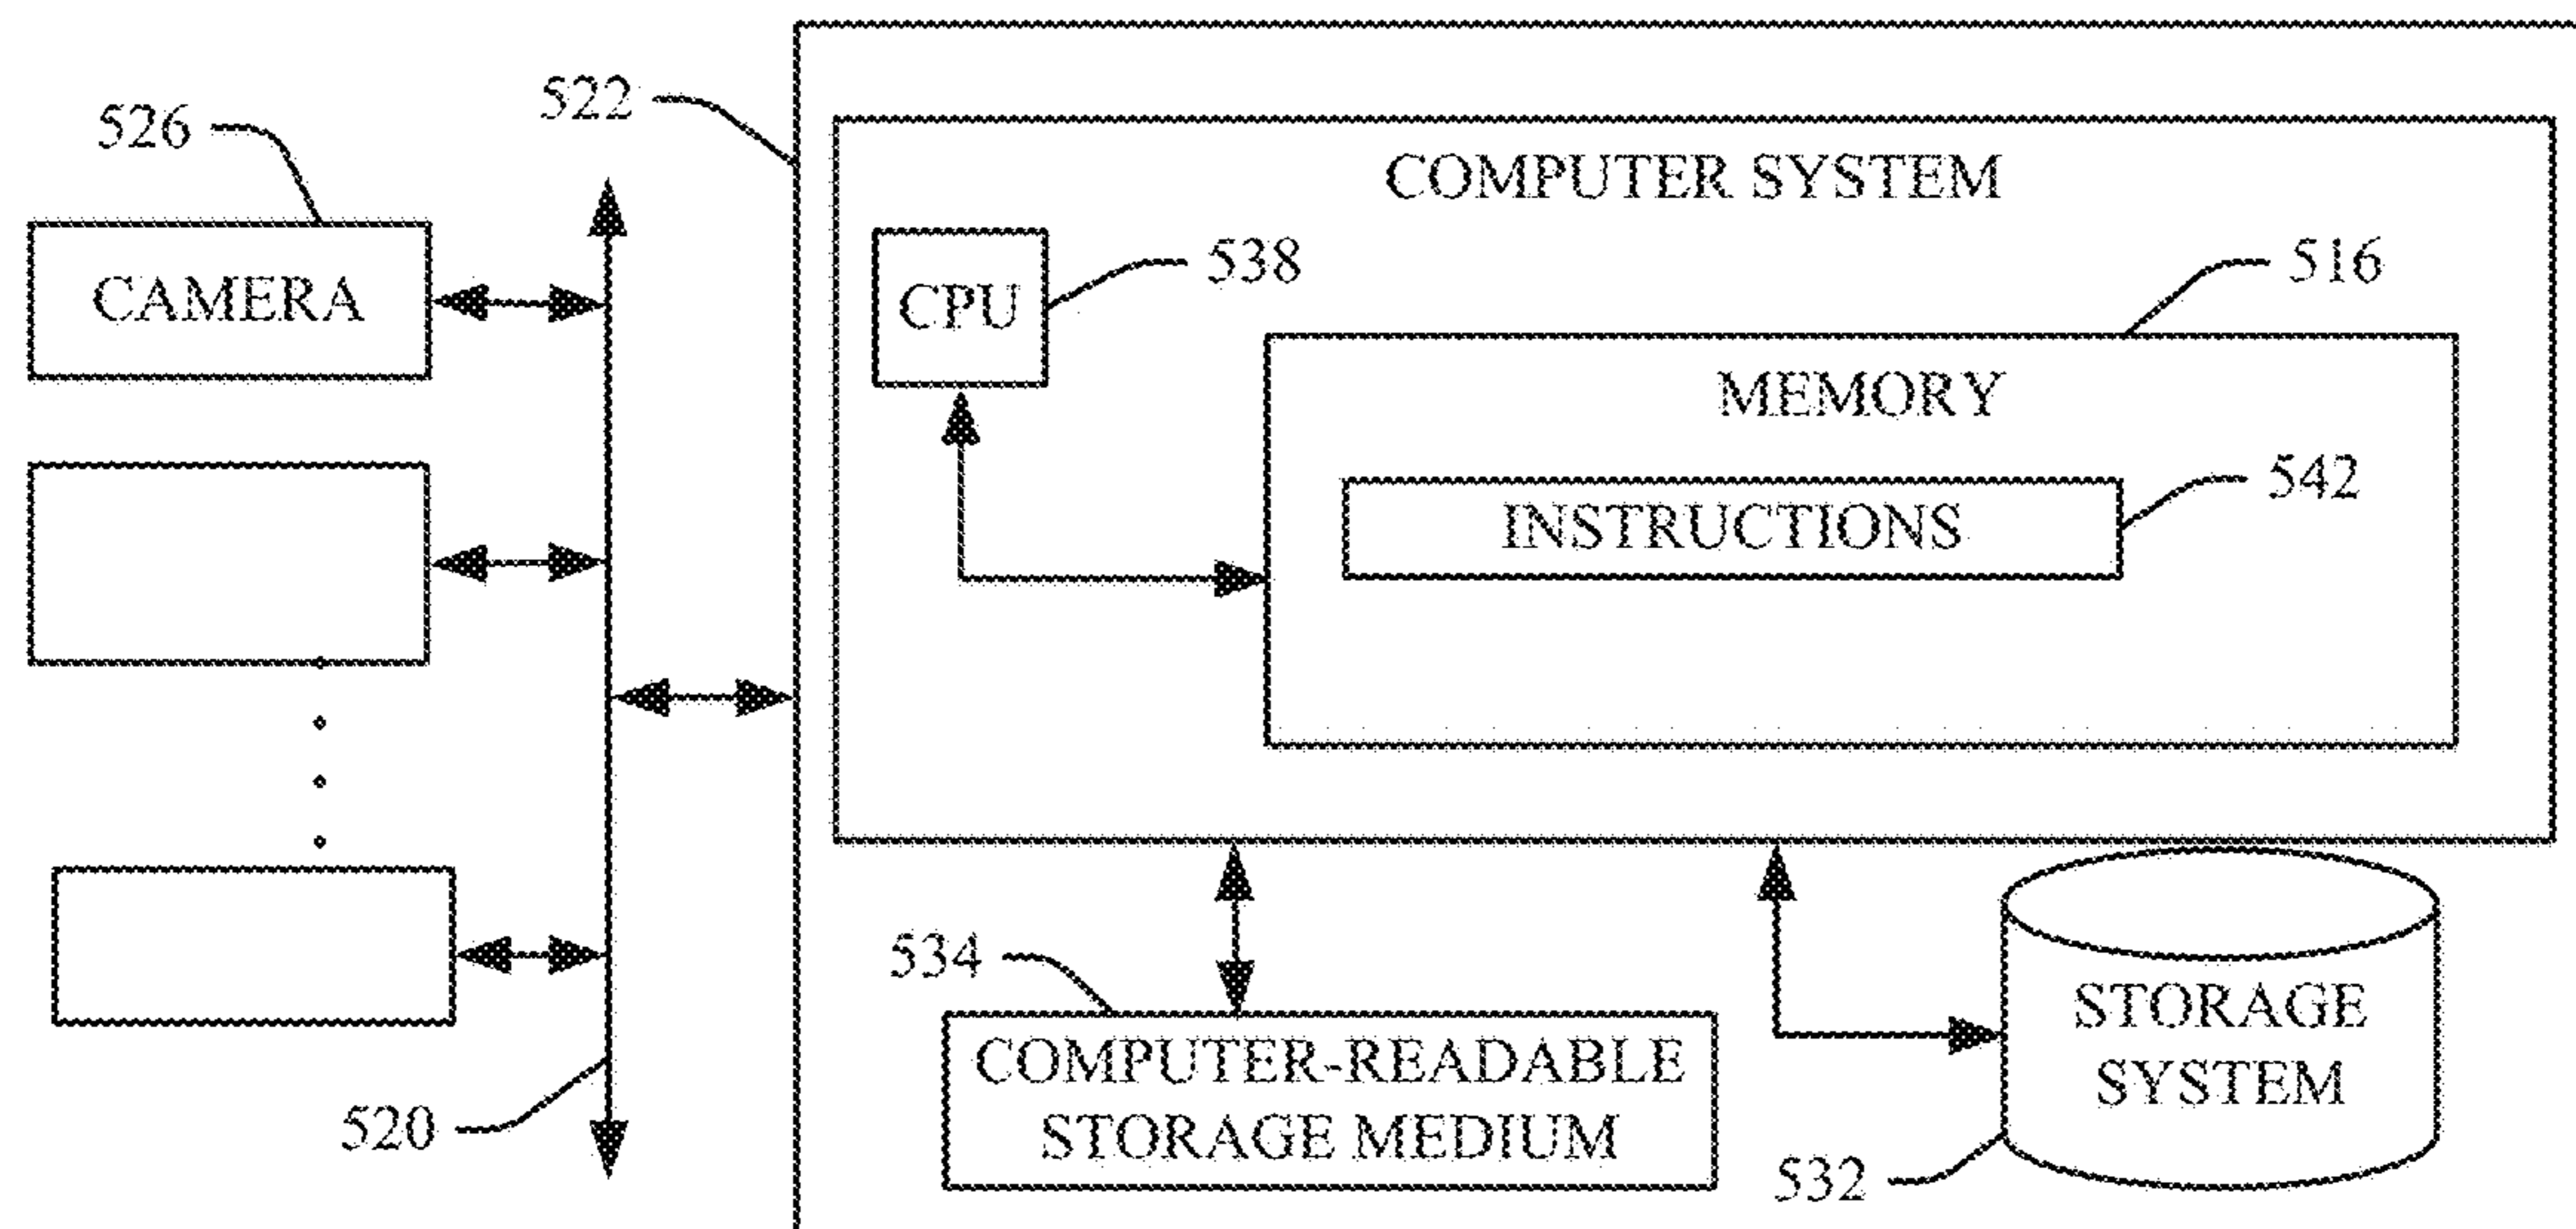 522
526
COMPUTER SYSTEM
CAMERA
CPU
538
516
MEMORY
542
INSTRUCTIONS
534
COMPUTER-READABLE
STORAGE MEDIUM
STORAGE
SYSTEM
520
532